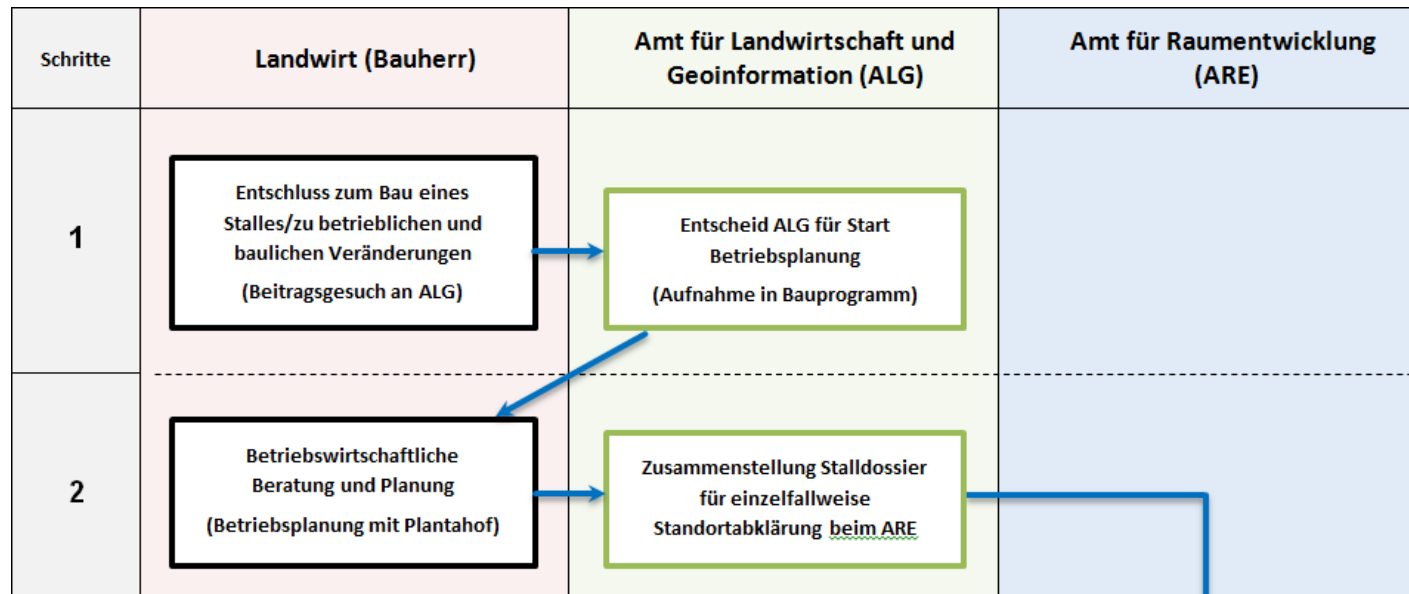 Schritte
Landwirt (Bauherr)
Amt für Landwirtschaft und
Geoinformation (ALG)
Amt für Raumentwicklung
(ARE)
1
Entschluss zum Bau eines
Stalles/zu betrieblichen und
baulichen Veränderungen
(Beitragsgesuch an ALG)
Entscheid ALG für Start
Betriebsplanung
(Aufnahme in Bauprogramm)
2
Betriebswirtschaftliche
Beratung und Planung
(Betriebsplanung mit Plantahof)
Zusammenstellung Stalldossier
für einzelfallweise
Standortabklärung beim ARE